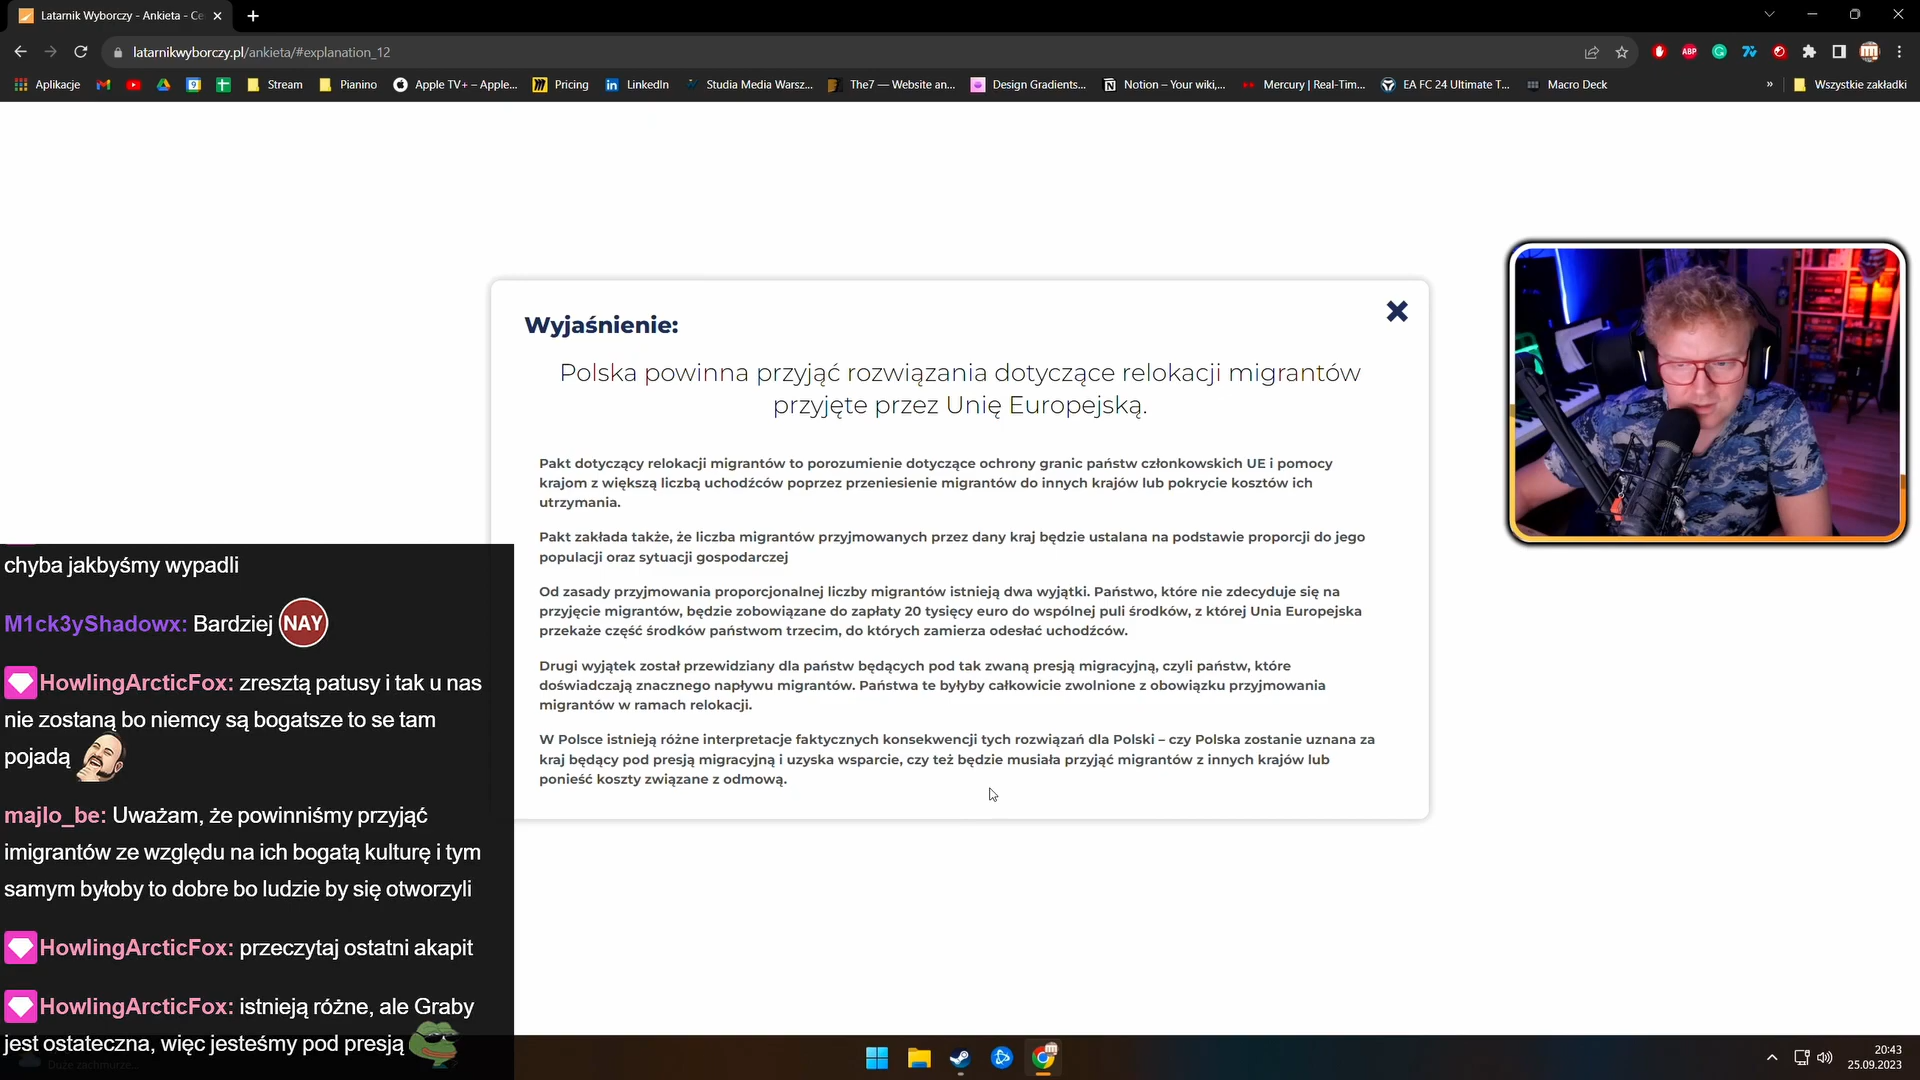 Latarnik Wyborczy - Ankieta - Ce
latarnikwyborczy.pl/ankieta/#explanation_12
ABP
Aplikacje
Stream
Pianino
Apple TV+ – Apple...
Pricing
LinkedIn
Studia Media Warsz...
The7 — Website an...
Design Gradients...
Notion – Your wiki,...
Mercury | Real-Tim...
EA FC 24 Ultimate T...
Macro Deck
»
Wszystkie zakładki
Wyjaśnienie:
Polska powinna przyjąć rozwiązania dotyczące relokacji migrantów
przyjęte przez Unię Europejską.
Pakt dotyczący relokacji migrantów to porozumienie dotyczące ochrony granic państw członkowskich UE i pomocy
krajom z większą liczbą uchodźców poprzez przeniesienie migrantów do innych krajów lub pokrycie kosztów ich
utrzymania.
Pakt zakłada także, że liczba migrantów przyjmowanych przez dany kraj będzie ustalana na podstawie proporcji do jego
populacji oraz sytuacji gospodarczej
Od zasady przyjmowania proporcjonalnej liczby migrantów istnieją dwa wyjątki. Państwo, które nie zdecyduje się na
przyjęcie migrantów, będzie zobowiązane do zapłaty 20 tysięcy euro do wspólnej puli środków, z której Unia Europejska
przekaże część środków państwom trzecim, do których zamierza odesłać uchodźców.
Drugi wyjątek został przewidziany dla państw będących pod tak zwaną presją migracyjną, czyli państw, które
doświadczają znacznego napływu migrantów. Państwa te byłyby całkowicie zwolnione z obowiązku przyjmowania
migrantów w ramach relokacji.
W Polsce istnieją różne interpretacje faktycznych konsekwencji tych rozwiązań dla Polski – czy Polska zostanie uznana za
kraj będący pod presją migracyjną i uzyska wsparcie, czy też będzie musiała przyjąć migrantów z innych krajów lub
ponieść koszty związane z odmową.
chyba jakbyśmy wypadli
M1ck3yShadowx: Bardziej NAY
HowlingArcticFox: zresztą patusy i tak u nas
nie zostaną bo niemcy są bogatsze to se tam
pojadą
majlo_be: Uważam, że powinniśmy przyjąć
imigrantów ze względu na ich bogatą kulturę i tym
samym byłoby to dobre bo ludzie by się otworzyli
HowlingArcticFox: przeczytaj ostatni akapit
HowlingArcticFox: istnieją różne, ale Graby
jest ostateczna, więc jesteśmy pod presją
Duże zachmurze...
20:43
25.09.2023